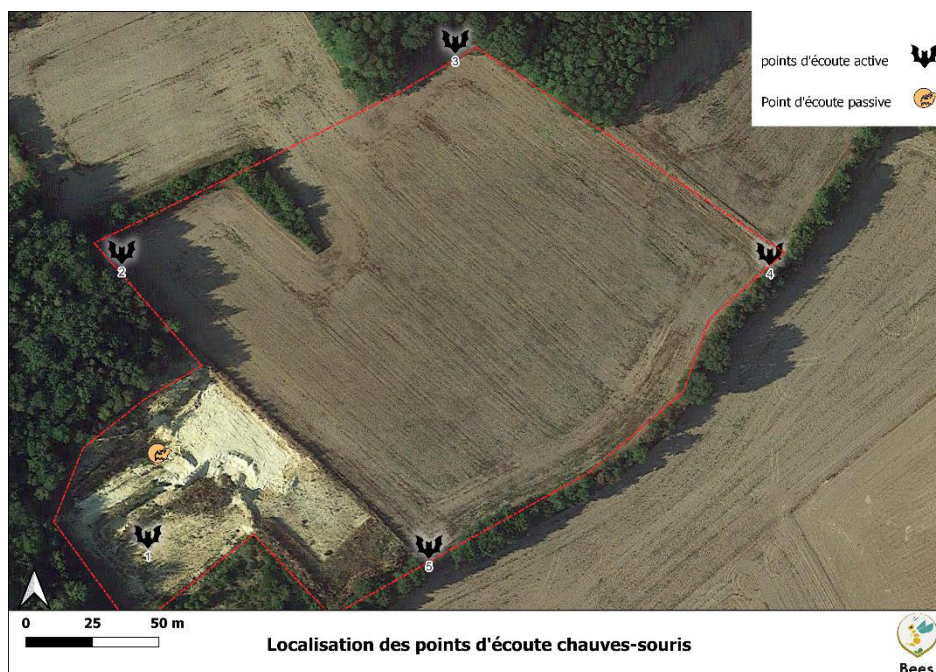 points d'écoute active
Point d'écoute passive
3
2
4
1
5
0 25 50 m
Localisation des points d'écoute chauves-souris
Bees